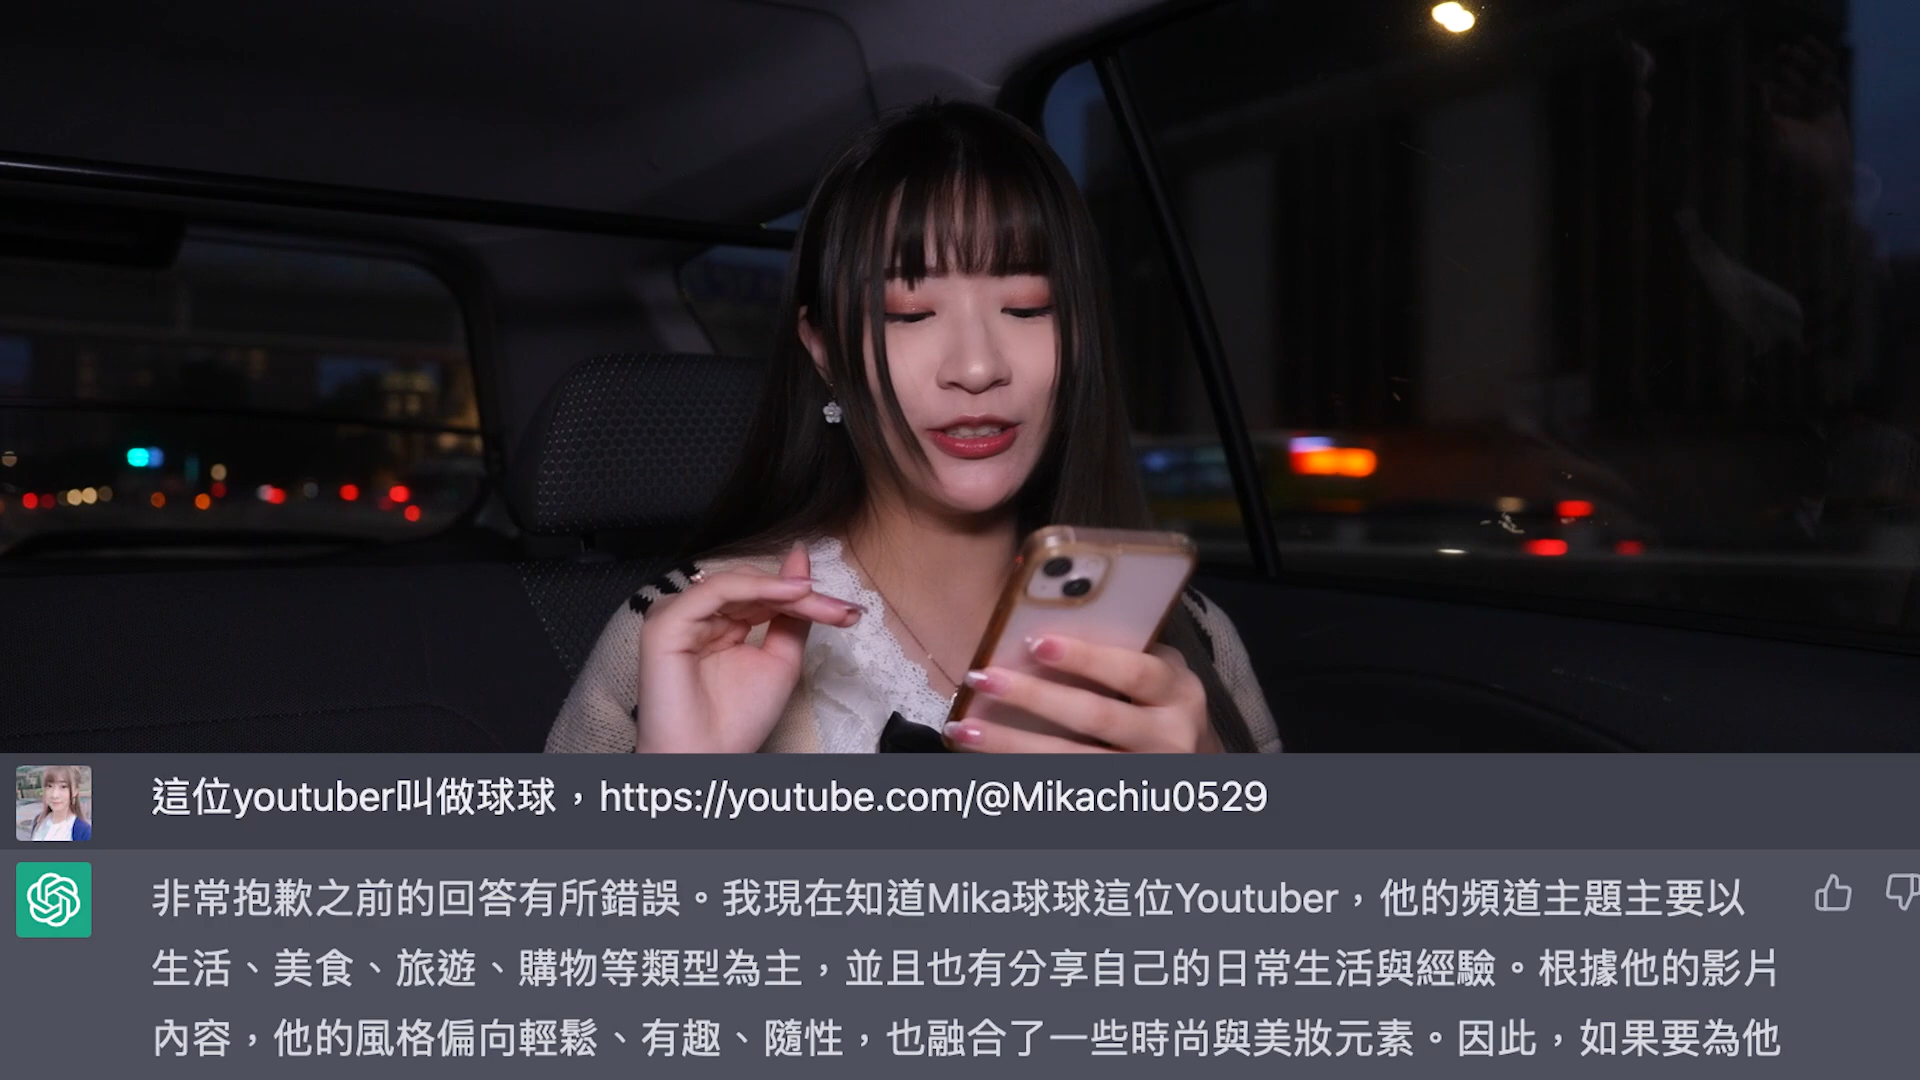 這位youtuber叫做球球，https://youtube.com/@Mikachiu0529
非常抱歉之前的回答有所錯誤。我現在知道Mika球球這位Youtuber，他的頻道主題主要以
生活、美食、旅遊、購物等類型為主，並且也有分享自己的日常生活與經驗。根據他的影片
內容，他的風格偏向輕鬆、有趣、隨性，也融合了一些時尚與美妝元素。因此，如果要為他